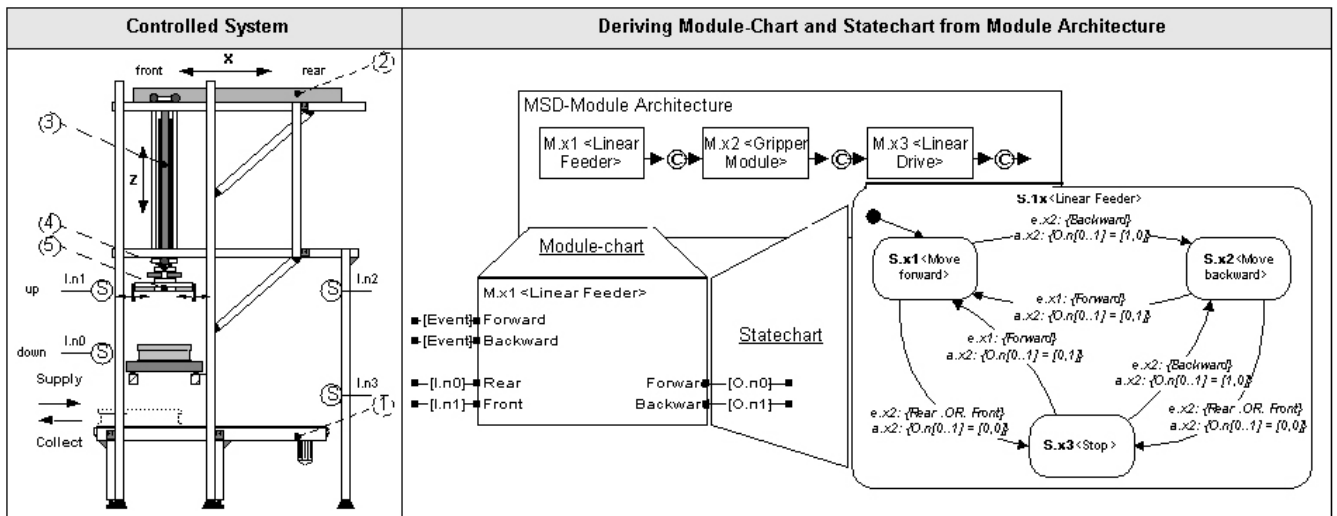 Controlled System
Deriving Module-Chart and Statechart from Module Architecture
front
X
rear
(2)
(3)
Z
(4)
(5)
I.n1
up
S
S
I.n2
I.n0
down
S
Supply
S
I.n3
(1)
Collect
MSD-Module Architecture
M.x1 <Linear
Feeder>
C
M.x2 <Gripper
Module>
C
M.x3 <Linear
Drive>
C
Module-chart
M.x1 <Linear Feeder>
[Event]
Forward
[Event]
Backward
[I.n0]
Rear
[I.n1]
Front
Forwar
[O.n0]
Backwar
[O.n1]
Statechart
S.1x<Linear Feeder>
e.x2: {Backward}
a.x2: {O.n[0..1] = [1,0]}
S.x1<Move
forward>
S.x2<Move
backward>
e.x1: {Forward}
a.x2: {O.n[0..1] = [0,1]}
e.x1: {Forward}
a.x2: {O.n[0..1] = [0,1]}
e.x2: {Backward}
a.x2: {O.n[0..1] = [1,0]}
e.x2: {Rear .OR. Front}
a.x2: {O.n[0..1] = [0,0]}
e.x2: {Rear .OR. Front}
a.x2: {O.n[0..1] = [0,0]}
S.x3<Stop>